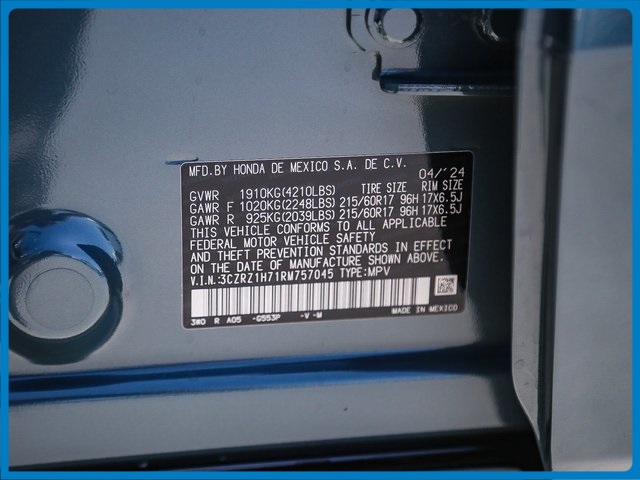 MFD.BY HONDA DE MEXICO S.A. DE C.V.
04/'24
GVWR 1910KG(4210LBS) TIRE SIZE RIM SIZE
GAWR F 1020KG(2248LBS) 215/60R17 96H 17X6.5J
GAWR R 925KG(2039LBS) 215/60R17 96H 17X6.5J
THIS VEHICLE CONFORMS TO ALL APPLICABLE
FEDERAL MOTOR VEHICLE SAFETY
AND THEFT PREVENTION STANDARDS IN EFFECT
ON THE DATE OF MANUFACTURE SHOWN ABOVE.
V.I.N:3CZRZ1H71RM757045 TYPE:MPV
3W0 R A05 -G553P -V -M
MADE IN MEXICO